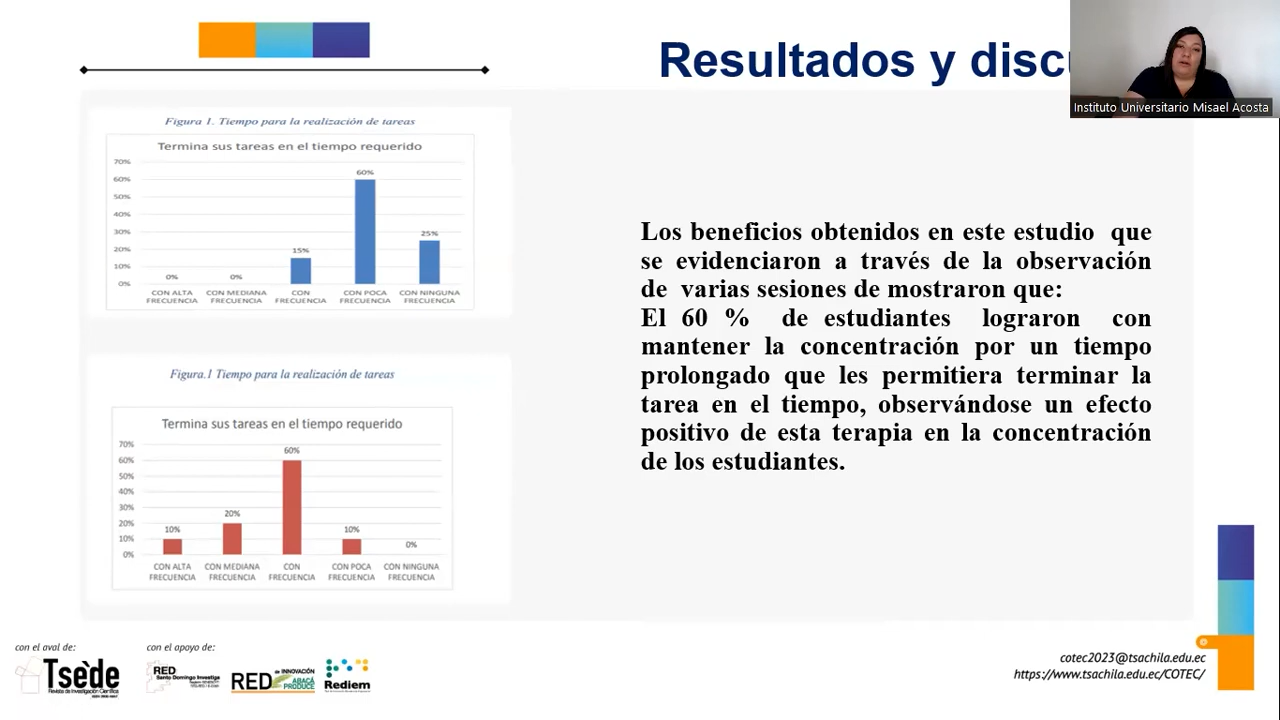 Resultados y discu
Instituto Universitario Misael Acosta
Figura 1. Tiempo para la realización de tareas
Termina sus tareas en el tiempo requerido
70%
60%
50%
40%
30%
20%
10%
0%
0%
0%
15%
60%
25%
CON ALTA FRECUENCIA
CON MEDIANA FRECUENCIA
CON FRECUENCIA
CON POCA FRECUENCIA
CON NINGUNA FRECUENCIA
Figura.1 Tiempo para la realización de tareas
Termina sus tareas en el tiempo requerido
70%
60%
50%
40%
30%
20%
10%
0%
10%
20%
60%
10%
0%
CON ALTA FRECUENCIA
CON MEDIANA FRECUENCIA
CON FRECUENCIA
CON POCA FRECUENCIA
CON NINGUNA FRECUENCIA
Los beneficios obtenidos en este estudio que
se evidenciaron a través de la observación
de varias sesiones de mostraron que:
El 60 % de estudiantes lograron con
mantener la concentración por un tiempo
prolongado que les permitiera terminar la
tarea en el tiempo, observándose un efecto
positivo de esta terapia en la concentración
de los estudiantes.
con el aval de:
Tsède
Revista de Investigación Científica
con el apoyo de:
RED
Santo Domingo Investiga
RED de INNOVACIÓN
ABACÁ
PRODUCE
Rediem
cotec2023@tsachila.edu.ec
https://www.tsachila.edu.ec/COTEC/